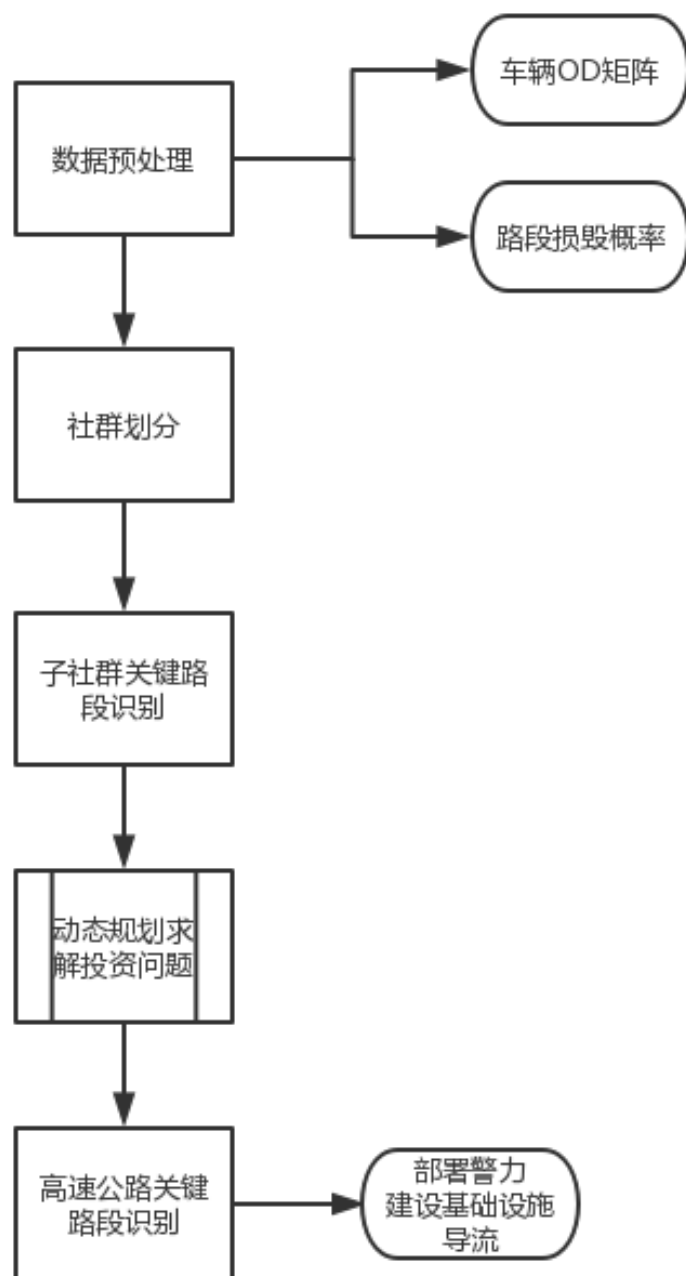 车辆OD矩阵
数据预处理
路段损毁概率
社群划分
子社群关键路
段识别
动态规划求
解投资问题
高速公路关键
路段识别
部署警力
建设基础设施
导流